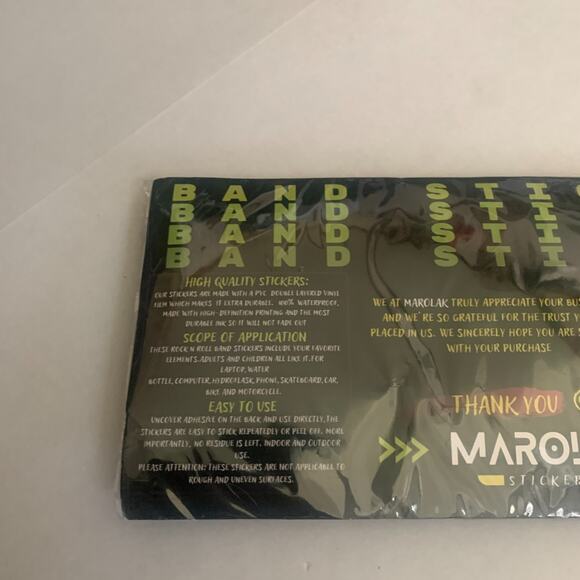 BAND STI
BAND STI
BAND STI
BAND STI
HIGH QUALITY STICKERS:
OUR STICKERS ARE MADE WITH A PVC DOUBLE LAYERED VINYL
FILM WHICH MAKES IT EXTRA DURABLE. 100% WATERPROOF,
MADE WITH HIGH-DEFINITION PRINTING AND THE MOST
DURABLE INK SO IT WILL NOT FADE OUT
SCOPE OF APPLICATION
THESE ROCK N ROLL BAND STICKERS INCLUDE YOUR FAVORITE
ELEMENTS.ADULTS AND CHILDREN ALL LIKE IT.FOR
LAPTOP,WATER
BOTTLE,COMPUTER,HYDROFLASK,PHONE,SKATEBOARD,CAR,
BIKE AND MOTORCYCLE.
EASY TO USE
UNCOVER ADHESIVE ON THE BACK AND USE DIRECTLY,THE
STICKERS ARE EASY TO STICK REPEATEDLY OR PEEL OFF. MORE
IMPORTANTLY, NO RESIDUE IS LEFT. INDOOR AND OUTDOOR
USE.
PLEASE ATTENTION: THESE STICKERS ARE NOT APPLICABLE TO
ROUGH AND UNEVEN SURFACES.
WE AT MAROLAK TRULY APPRECIATE YOUR BUS
AND WE'RE SO GRATEFUL FOR THE TRUST Y
PLACED IN US. WE SINCERELY HOPE YOU ARE S
WITH YOUR PURCHASE
THANK YOU
>>> MAROL
STICKER